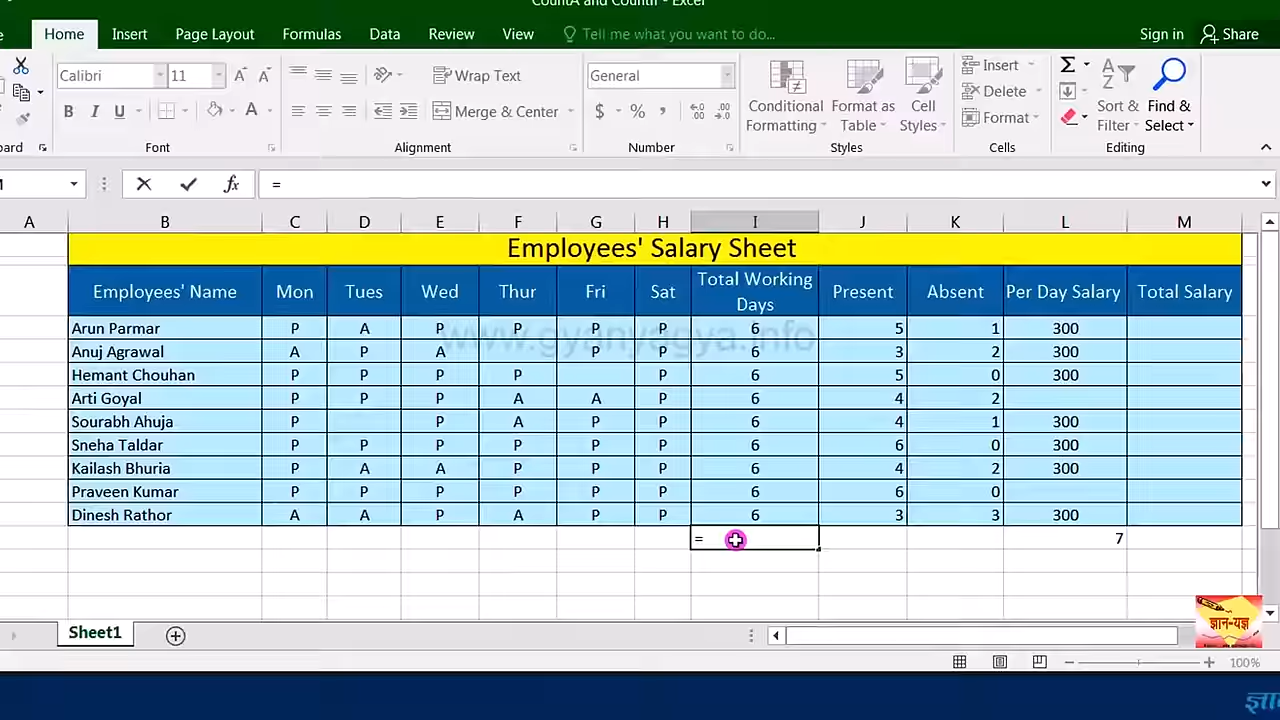 CountA and CountIf - Excel
Home Insert Page Layout Formulas Data Review View Tell me what you want to do... Sign in Share
Calibri 11 Wrap Text General Insert
Conditional Formatting Format as Table Cell Styles Delete Sort & Filter Find & Select
B I U Merge & Center $ % Format
Font Alignment Number Styles Cells Editing
fx =
A B C D E F G H I J K L M
Employees' Salary Sheet
Employees' Name Mon Tues Wed Thur Fri Sat Total Working Days Present Absent Per Day Salary Total Salary
Arun Parmar P A P P P P 6 5 1 300
www.gyanyagya.info
Anuj Agrawal A P A P P 6 3 2 300
Hemant Chouhan P P P P P 6 5 0 300
Arti Goyal P P P A A P 6 4 2
Sourabh Ahuja P P A P P 6 4 1 300
Sneha Taldar P P P P P P 6 6 0 300
Kailash Bhuria P A A P P P 6 4 2 300
Praveen Kumar P P P P P P 6 6 0
Dinesh Rathor A A P A P P 6 3 3 300
= 7
ज्ञान-यज्ञ
Sheet1
100%